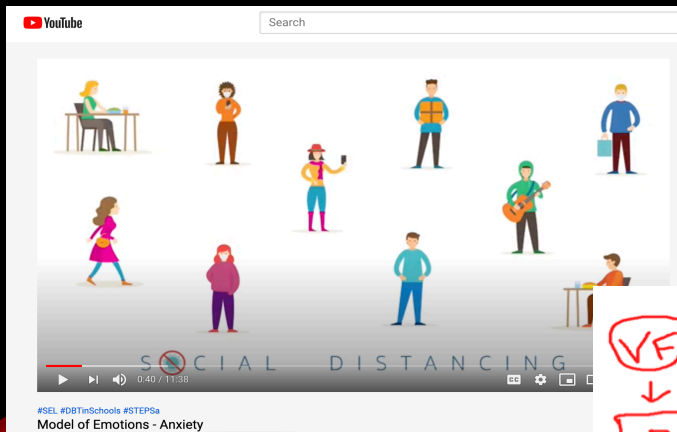 YouTube
Search
SOCIAL DISTANCING
0:40 / 11:38
CC
#SEL #DBTinSchools #STEPSa
Model of Emotions - Anxiety
VF